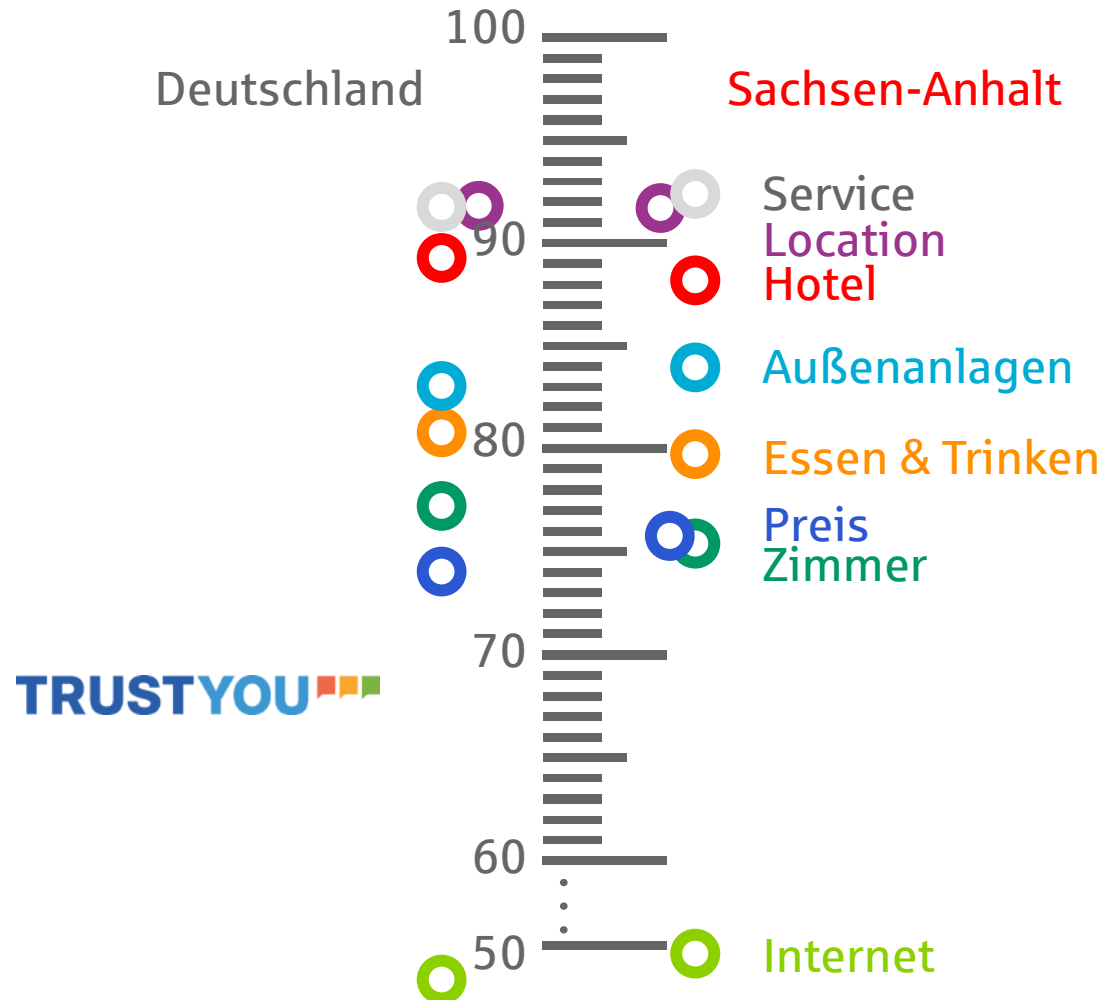 100
Deutschland
Sachsen-Anhalt
Service
90
Location
Hotel
Außenanlagen
80
Essen & Trinken
Preis
Zimmer
70
TRUSTYOU
60
50
Internet